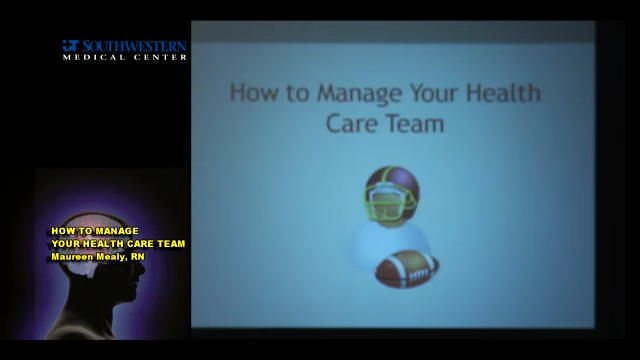 UT SOUTHWESTERN
MEDICAL CENTER
How to Manage Your Health
Care Team
HOW TO MANAGE
YOUR HEALTH CARE TEAM
Maureen Mealy, RN